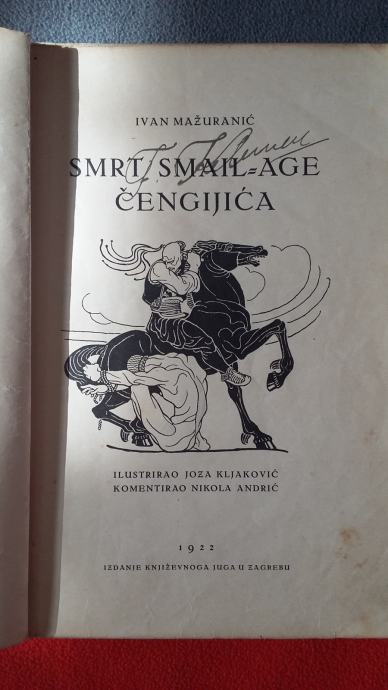 IVAN MAŽURANIĆ
SMRT SMAIL-AGE
ČENGIJIĆA
ILUSTRIRAO JOZA KLJAKOVIĆ
KOMENTIRAO NIKOLA ANDRIĆ
1922
IZDANJE KNJIŽEVNOGA JUGA U ZAGREBU